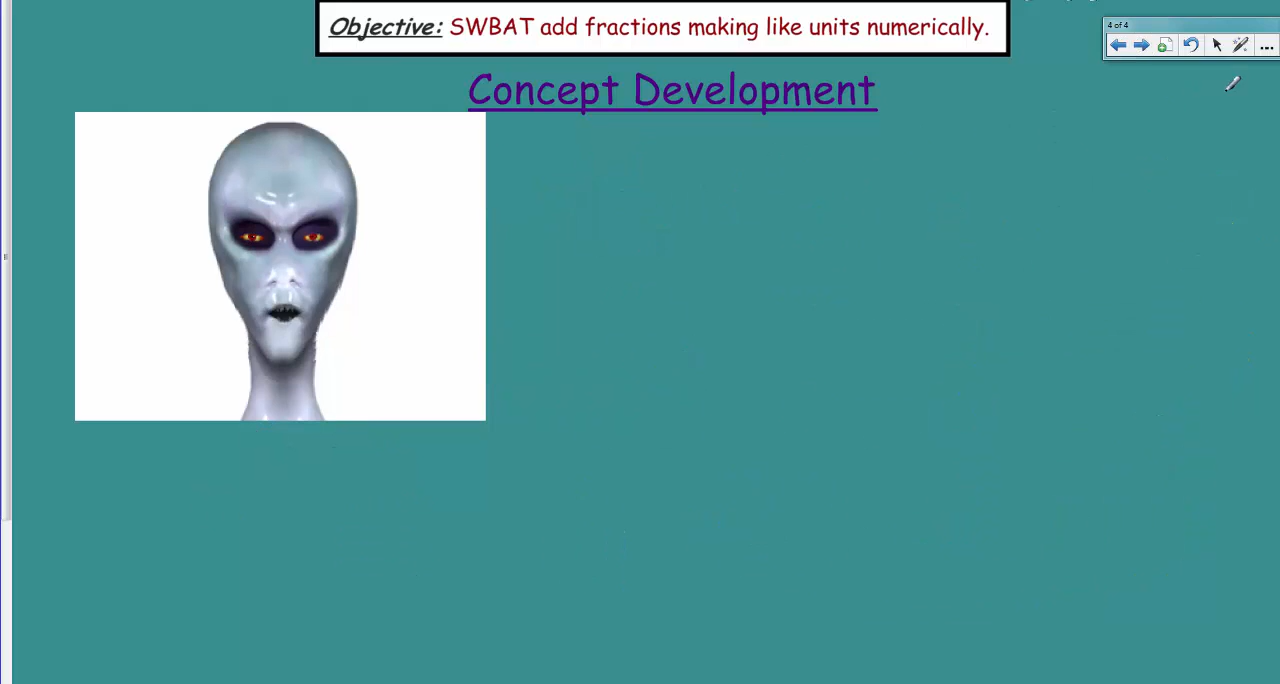 Objective: SWBAT add fractions making like units numerically.
4 of 4
Concept Development